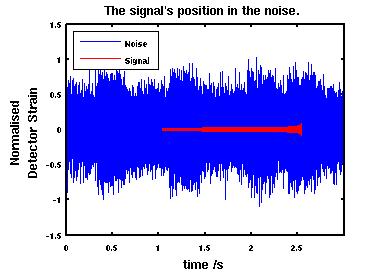 The signal's position in the noise.
1.5
Noise
Signal
1
0.5
0
-0.5
-1
-1.5
Normalised
Detector Strain
0 0.5 1 1.5 2 2.5
time /s